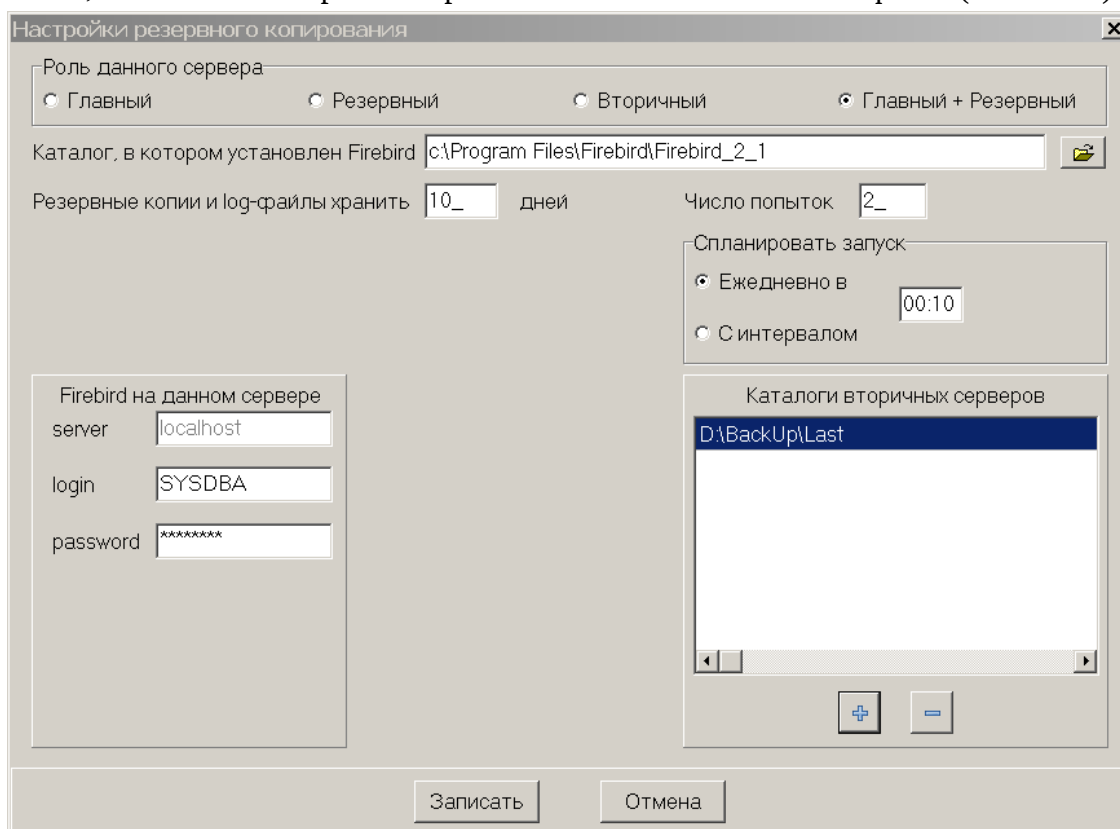 Настройки резервного копирования
Роль данного сервера
Главный Резервный Вторичный Главный + Резервный
Каталог, в котором установлен Firebird c:\Program Files\Firebird\Firebird_2_1
Резервные копии и log-файлы хранить 10_ дней Число попыток 2_
Спланировать запуск
Ежедневно в 00:10
С интервалом
Firebird на данном сервере
server localhost
login SYSDBA
password ********
Каталоги вторичных серверов
D:\BackUp\Last
Записать Отмена